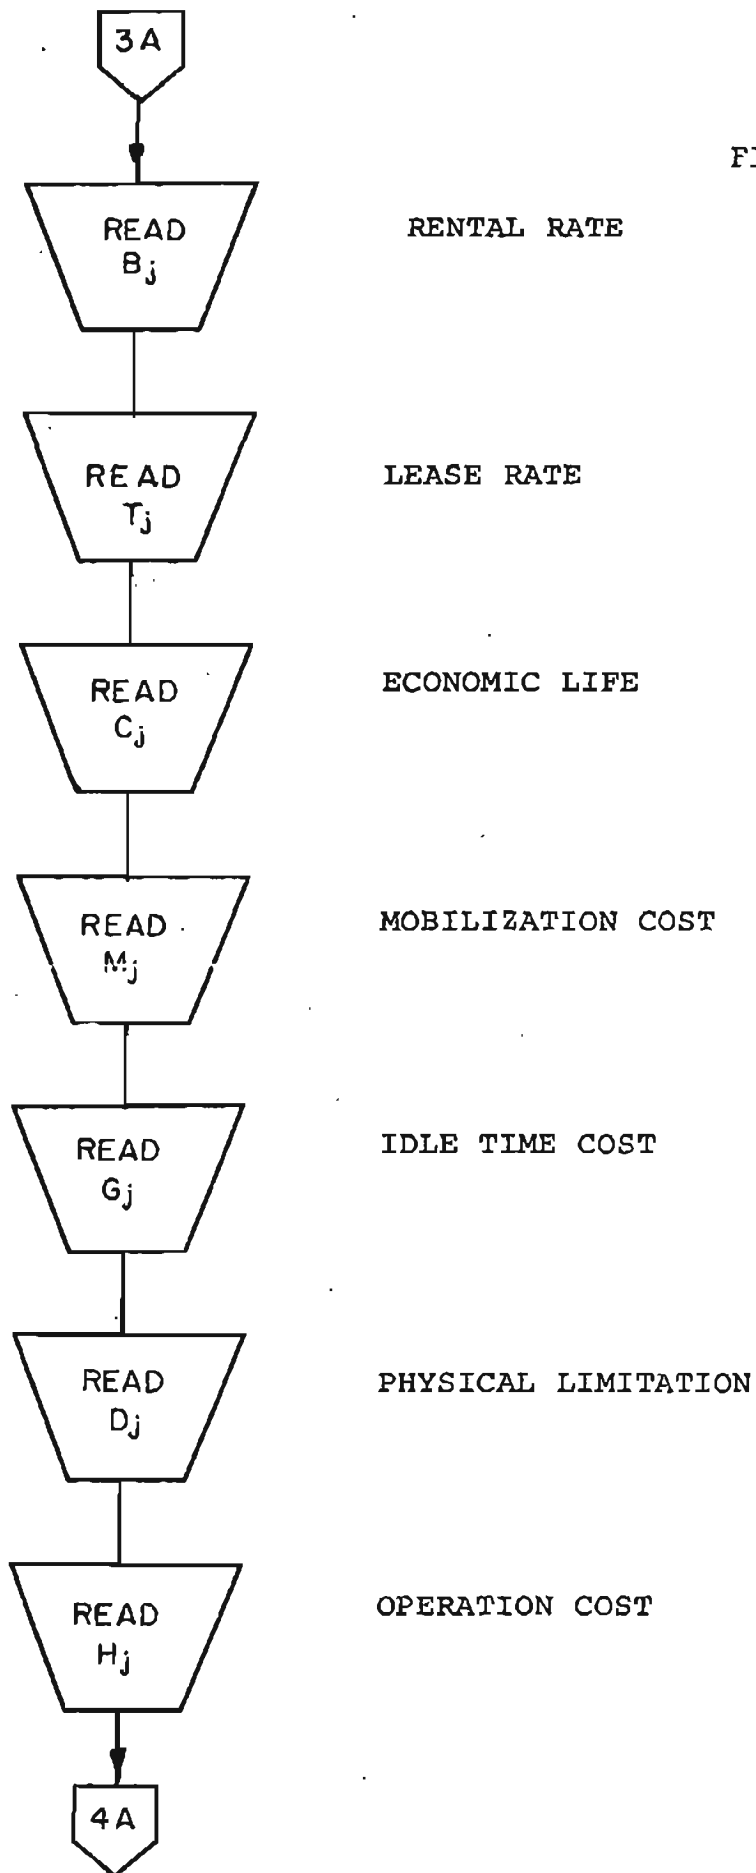 3A
READ
Bj
RENTAL RATE
READ
Tj
LEASE RATE
READ
Cj
ECONOMIC LIFE
READ
Mj
MOBILIZATION COST
READ
Gj
IDLE TIME COST
READ
Dj
PHYSICAL LIMITATION
READ
Hj
OPERATION COST
4A